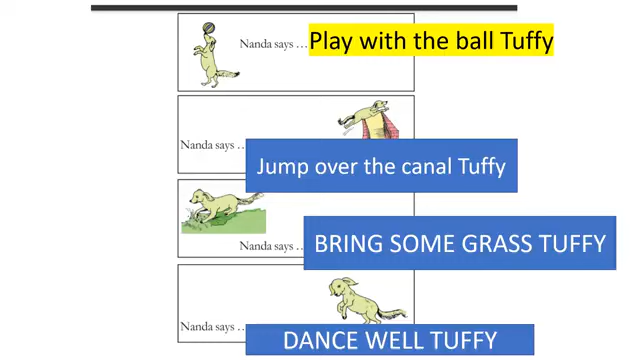 Nanda says … Play with the ball Tuffy
Nanda says … Jump over the canal Tuffy
Nanda says … BRING SOME GRASS TUFFY
Nanda says … DANCE WELL TUFFY